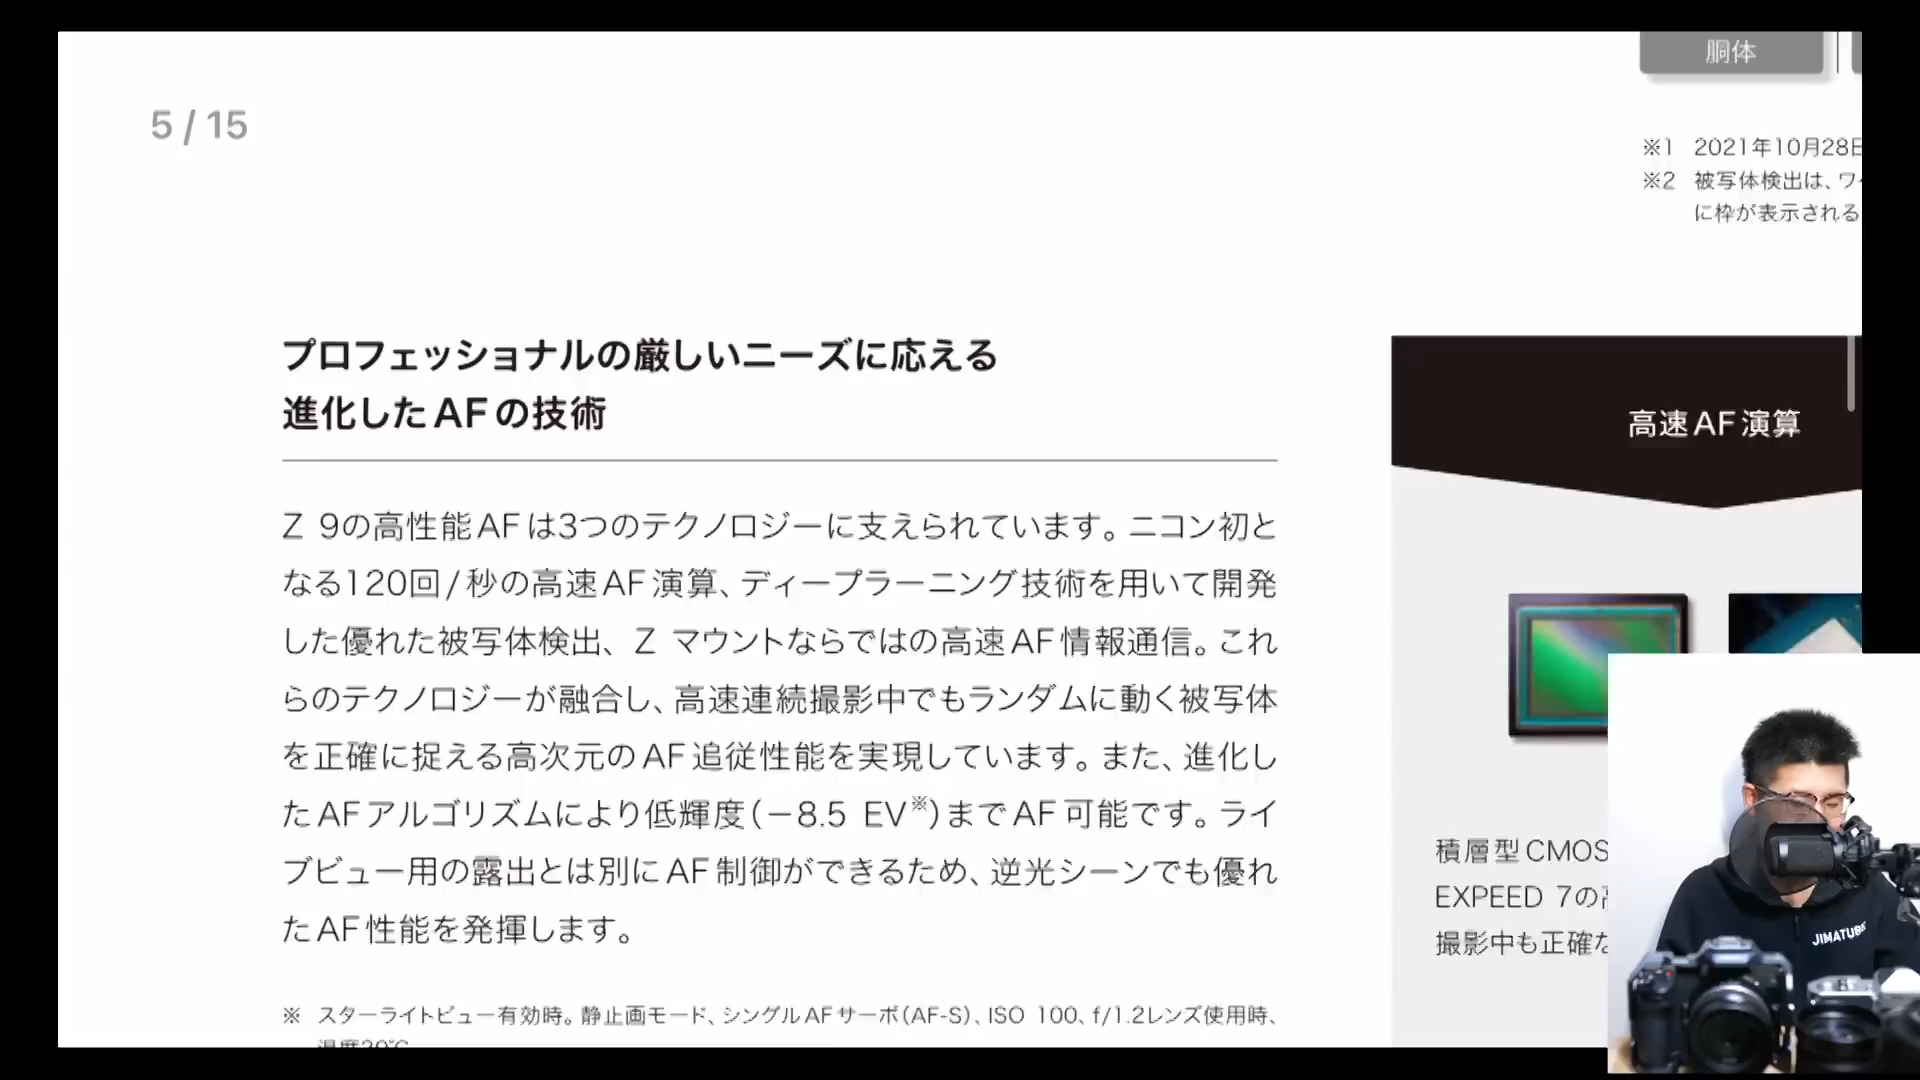 胴体
5 / 15
※1 2021年10月28日
※2 被写体検出は、ワ
に枠が表示される
プロフェッショナルの厳しいニーズに応える
進化したAFの技術
Z 9の高性能AFは3つのテクノロジーに支えられています。ニコン初と
なる120回/秒の高速AF演算、ディープラーニング技術を用いて開発
した優れた被写体検出、Z マウントならではの高速AF情報通信。これ
らのテクノロジーが融合し、高速連続撮影中でもランダムに動く被写体
を正確に捉える高次元のAF追従性能を実現しています。また、進化し
たAFアルゴリズムにより低輝度(−8.5 EV※)までAF可能です。ライ
ブビュー用の露出とは別にAF制御ができるため、逆光シーンでも優れ
たAF性能を発揮します。
※ スターライトビュー有効時。静止画モード、シングルAFサーボ(AF-S)、ISO 100、f/1.2レンズ使用時、
温度20℃
高速AF演算
積層型CMOS
EXPEED 7の
撮影中も正確な
JIMATUBE